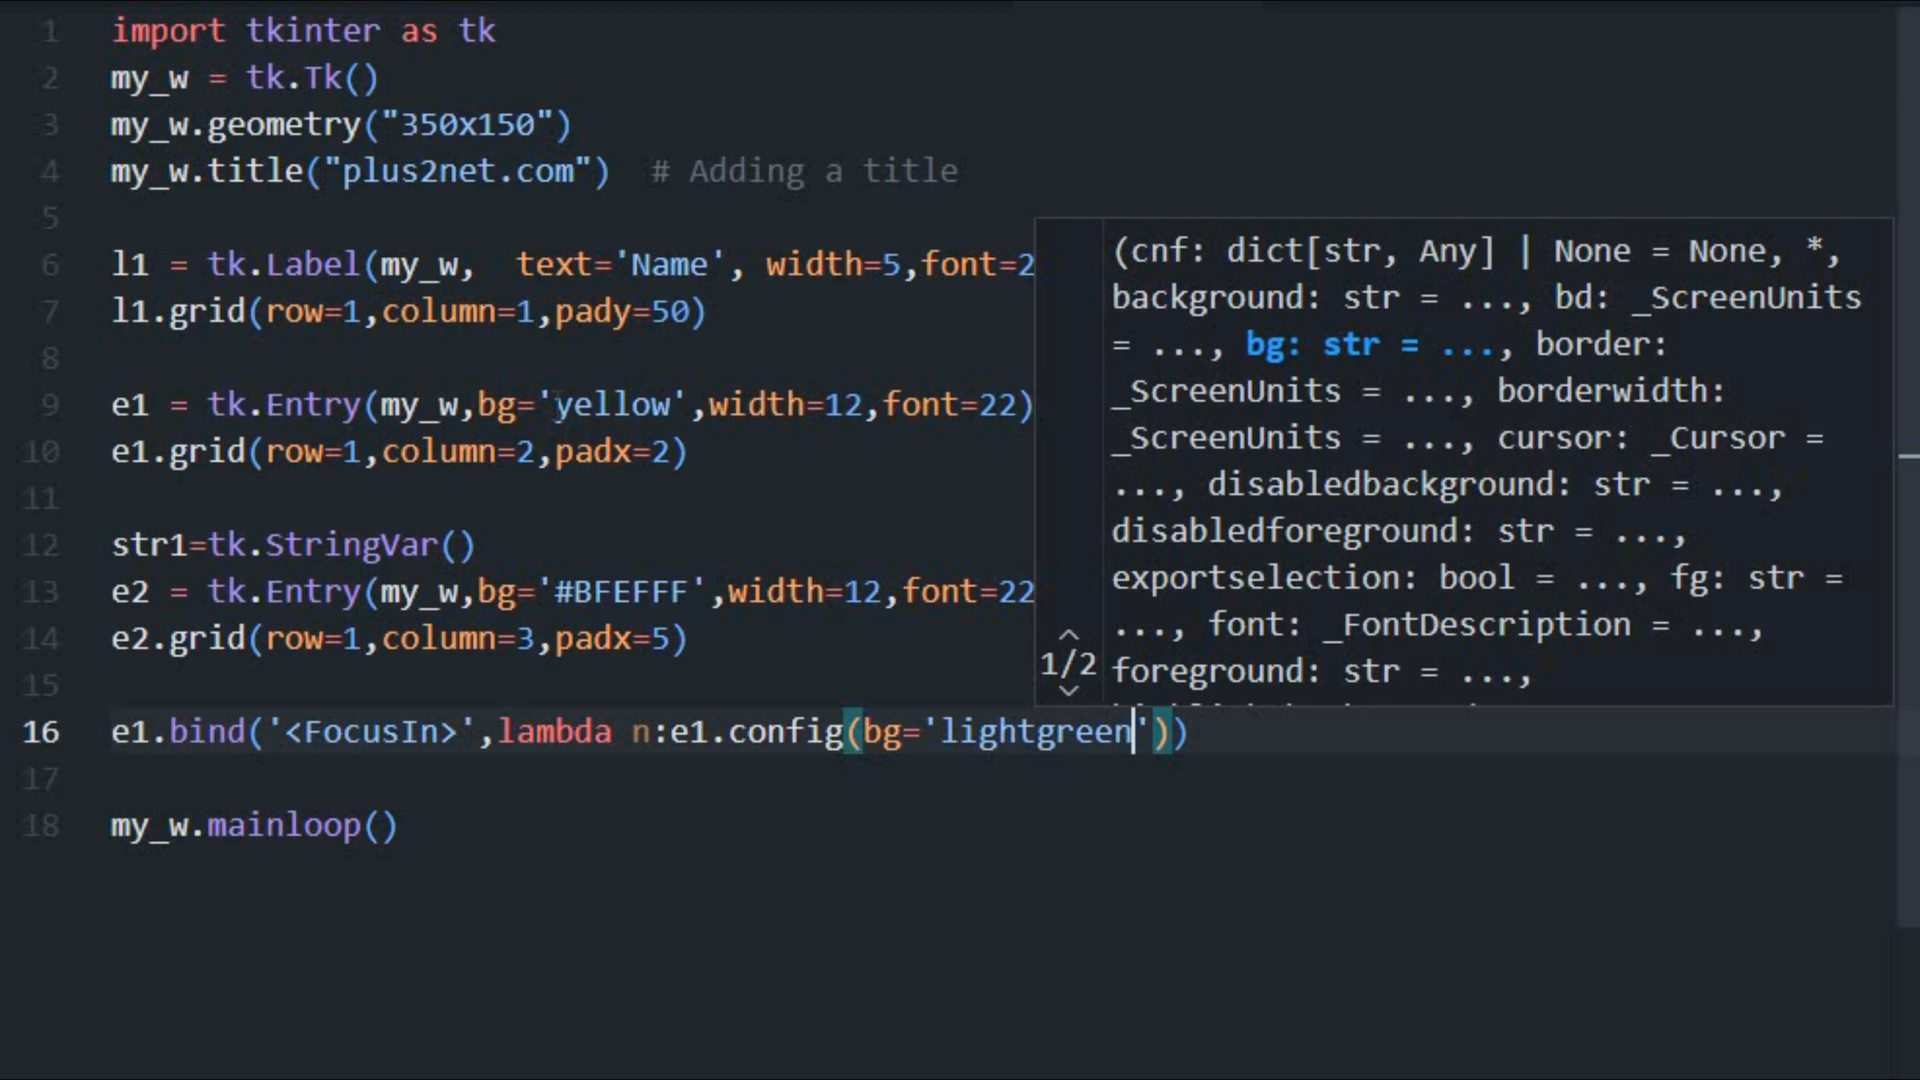 1 import tkinter as tk
2 my_w = tk.Tk()
3 my_w.geometry("350x150")
4 my_w.title("plus2net.com")  # Adding a title
5
6 l1 = tk.Label(my_w,  text='Name', width=5,font=2
7 l1.grid(row=1,column=1,pady=50)
8
9 e1 = tk.Entry(my_w,bg='yellow',width=12,font=22)
10 e1.grid(row=1,column=2,padx=2)
11
12 str1=tk.StringVar()
13 e2 = tk.Entry(my_w,bg='#BFEFFF',width=12,font=22
14 e2.grid(row=1,column=3,padx=5)
15
16 e1.bind('<FocusIn>',lambda n:e1.config(bg='lightgreen'))
17
18 my_w.mainloop()
(cnf: dict[str, Any] | None = None, *,
background: str = ..., bd: _ScreenUnits
= ..., bg: str = ..., border:
_ScreenUnits = ..., borderwidth:
_ScreenUnits = ..., cursor: _Cursor =
..., disabledbackground: str = ...,
disabledforeground: str = ...,
exportselection: bool = ..., fg: str =
..., font: _FontDescription = ...,
foreground: str = ...,
1/2